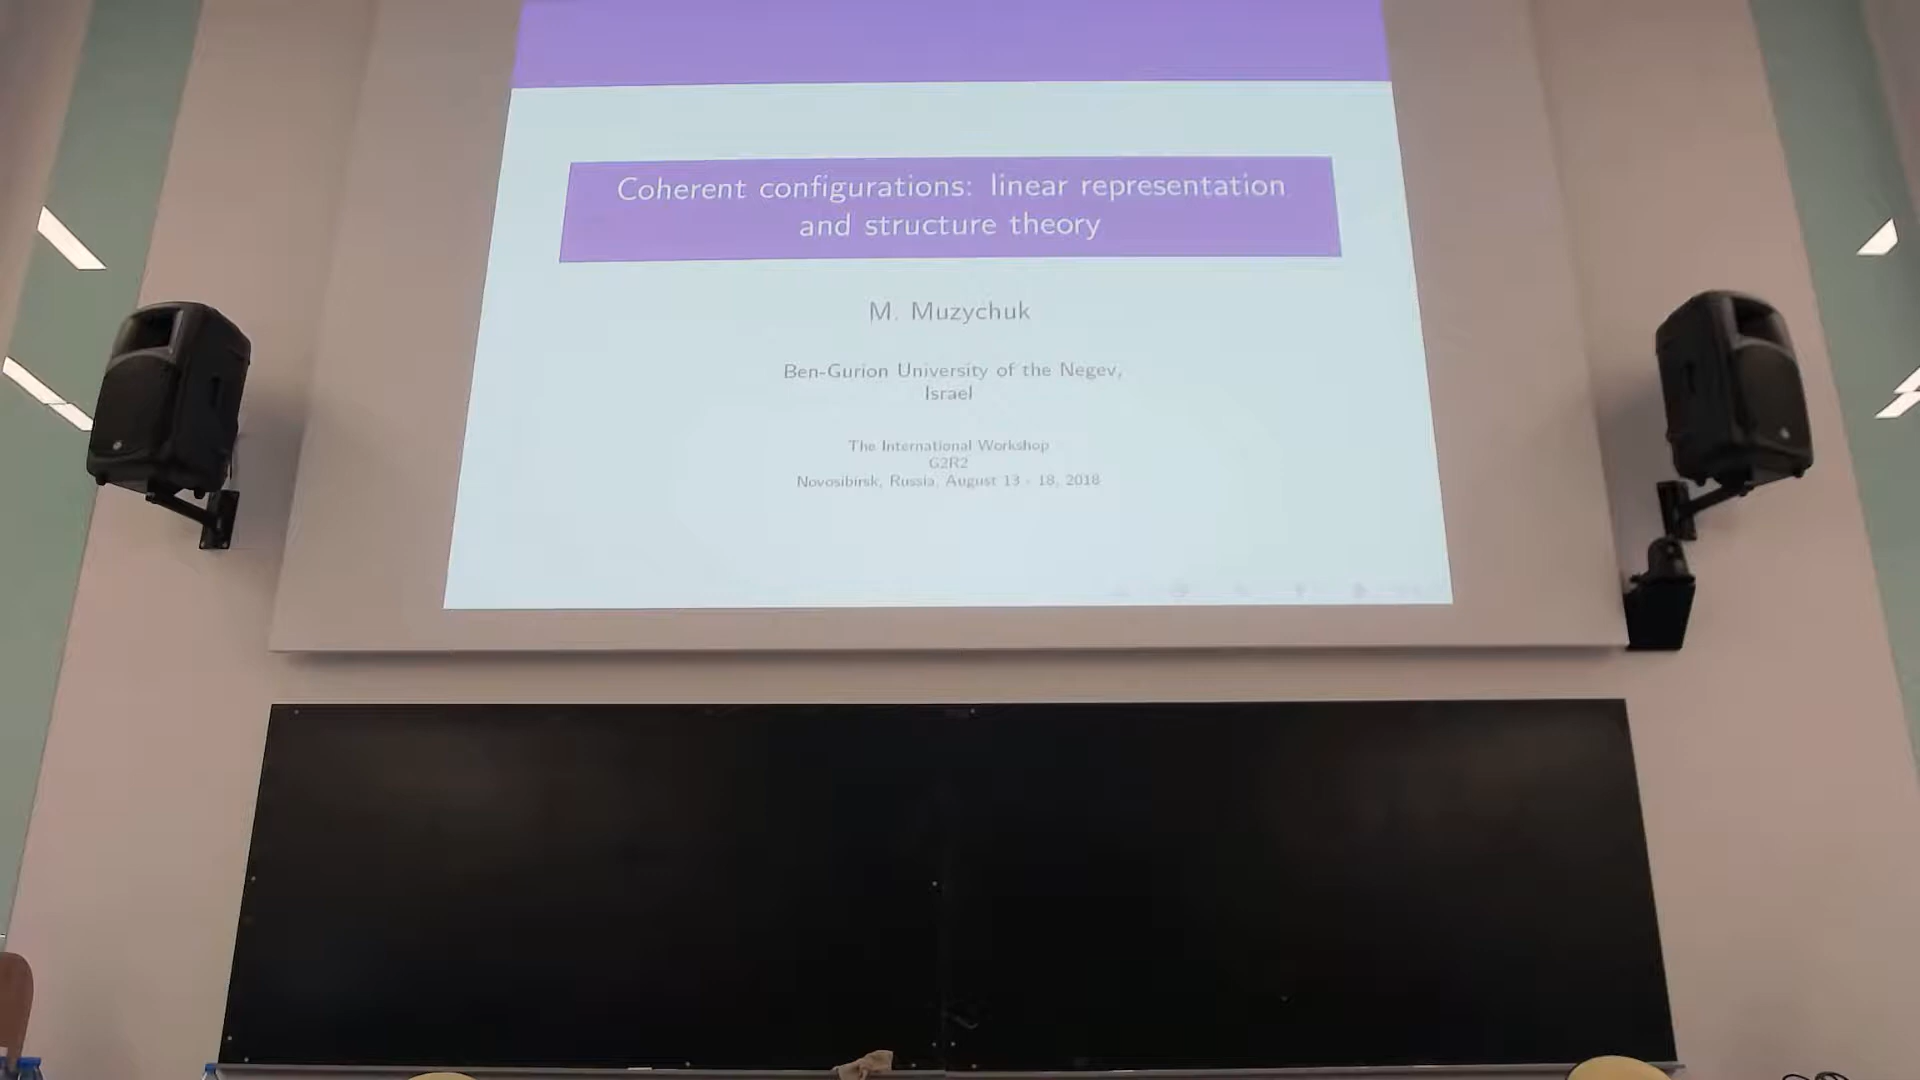 Coherent configurations: linear representation
and structure theory
M. Muzychuk
Ben-Gurion University of the Negev,
Israel
The International Workshop
G2R2
Novosibirsk, Russia, August 13 - 18, 2018